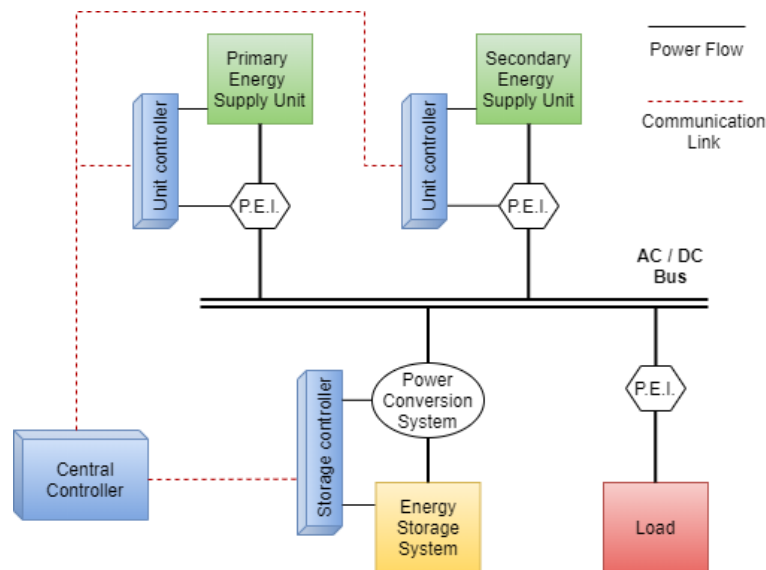 Primary
Energy
Supply Unit
Secondary
Energy
Supply Unit
Power Flow
Communication
Link
Unit controller
Unit controller
P.E.I.
P.E.I.
AC / DC
Bus
Power
Conversion
System
P.E.I.
Storage controller
Central
Controller
Energy
Storage
System
Load